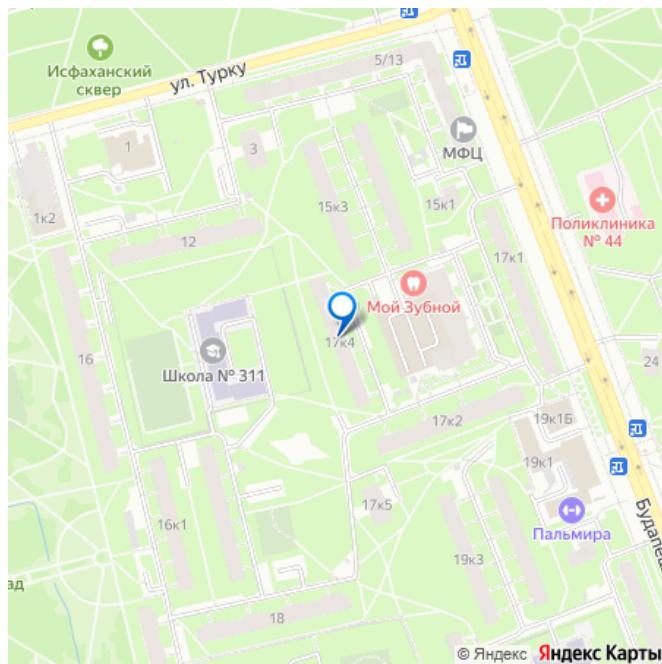 5/13
Исфаханский
сквер
ул. Турку
1
3
МФЦ
15к3
15к1
1к2
Поликлиника
№ 44
12
17к1
Мой Зубной
17к4
16
Школа № 311
24
17к2
19к1Б
19к1
17к5
16к1
Пальмира
19к3
Будапеш
ад
18
© Яндекс Яндекс Карты